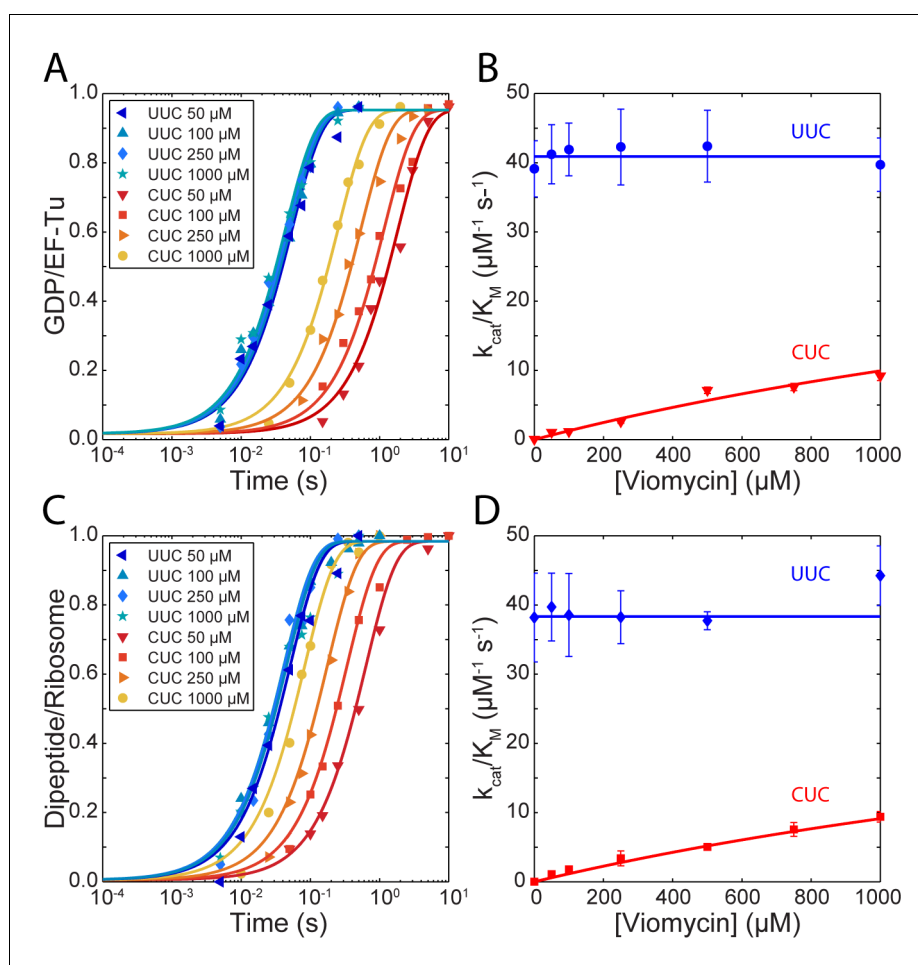 A
1.0
0.8
0.6
0.4
0.2
0.0
GDP/EF-Tu
UUC 50 μM
UUC 100 μM
UUC 250 μM
UUC 1000 μM
CUC 50 μM
CUC 100 μM
CUC 250 μM
CUC 1000 μM
10⁻⁴ 10⁻³ 10⁻² 10⁻¹ 10⁰ 10¹
Time (s)
B
50
40
30
20
10
0
k_cat/K_M (μM⁻¹ s⁻¹)
UUC
CUC
0 200 400 600 800 1000
[Viomycin] (μM)
C
1.0
0.8
0.6
0.4
0.2
0.0
Dipeptide/Ribosome
UUC 50 μM
UUC 100 μM
UUC 250 μM
UUC 1000 μM
CUC 50 μM
CUC 100 μM
CUC 250 μM
CUC 1000 μM
10⁻⁴ 10⁻³ 10⁻² 10⁻¹ 10⁰ 10¹
Time (s)
D
50
40
30
20
10
0
k_cat/K_M (μM⁻¹ s⁻¹)
UUC
CUC
0 200 400 600 800 1000
[Viomycin] (μM)